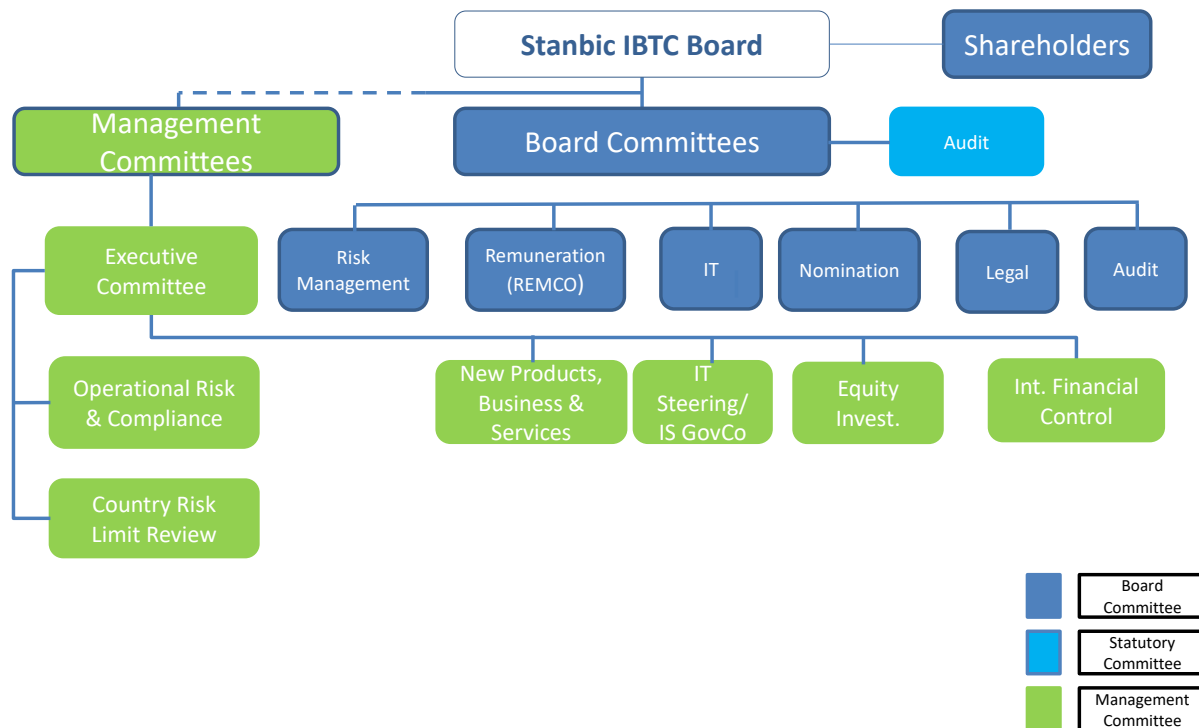 Stanbic IBTC Board
Shareholders
Management
Committees
Board Committees
Audit
Executive
Committee
Risk
Management
Remuneration
(REMCO)
IT
Nomination
Legal
Audit
Operational Risk
& Compliance
New Products,
Business &
Services
IT
Steering/
IS GovCo
Equity
Invest.
Int. Financial
Control
Country Risk
Limit Review
Board
Committee
Statutory
Committee
Management
Committee